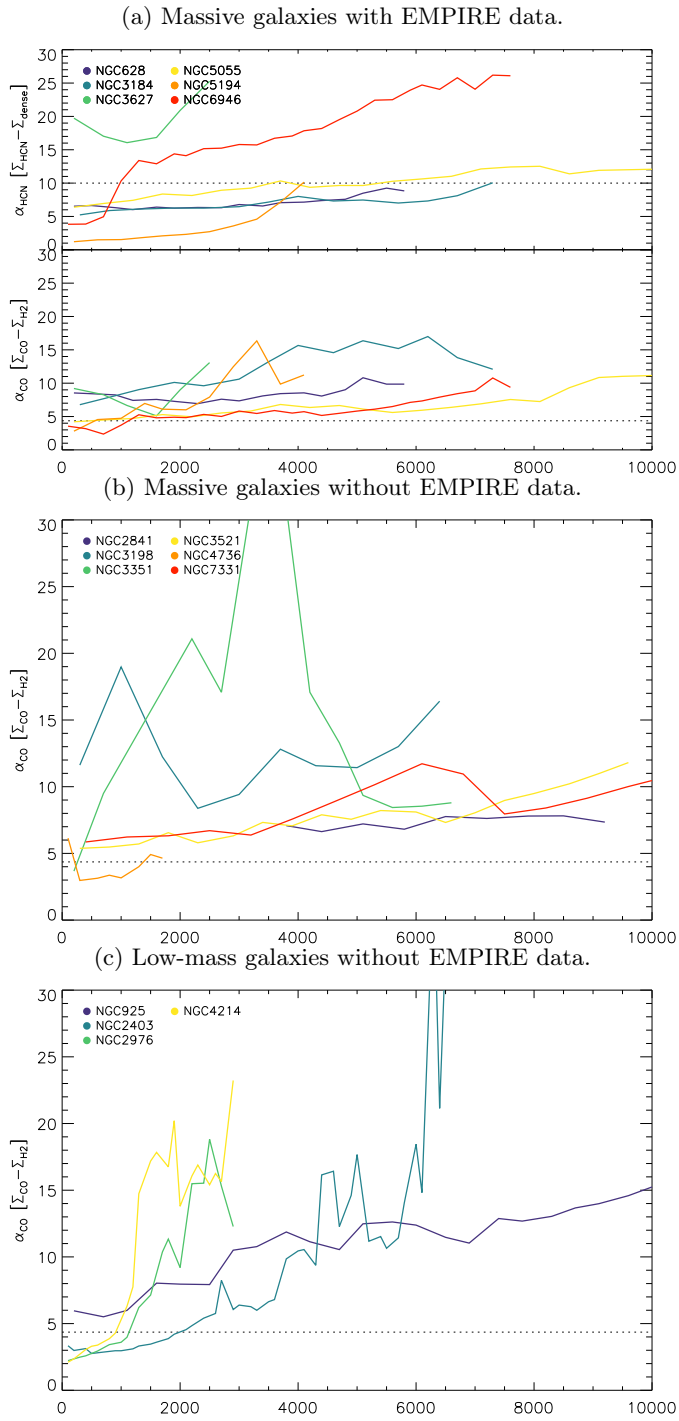 (a) Massive galaxies with EMPIRE data.
30
25
20
15
10
5
0
αHCN [ΣHCN−Σdense]
NGC628
NGC3184
NGC3627
NGC5055
NGC5194
NGC6946
30
25
20
15
10
5
0
αCO [ΣCO−ΣH2]
0 2000 4000 6000 8000 10000
(b) Massive galaxies without EMPIRE data.
30
25
20
15
10
5
0
αCO [ΣCO−ΣH2]
NGC2841
NGC3198
NGC3351
NGC3521
NGC4736
NGC7331
0 2000 4000 6000 8000 10000
(c) Low-mass galaxies without EMPIRE data.
30
25
20
15
10
5
0
αCO [ΣCO−ΣH2]
NGC925
NGC2403
NGC2976
NGC4214
0 2000 4000 6000 8000 10000